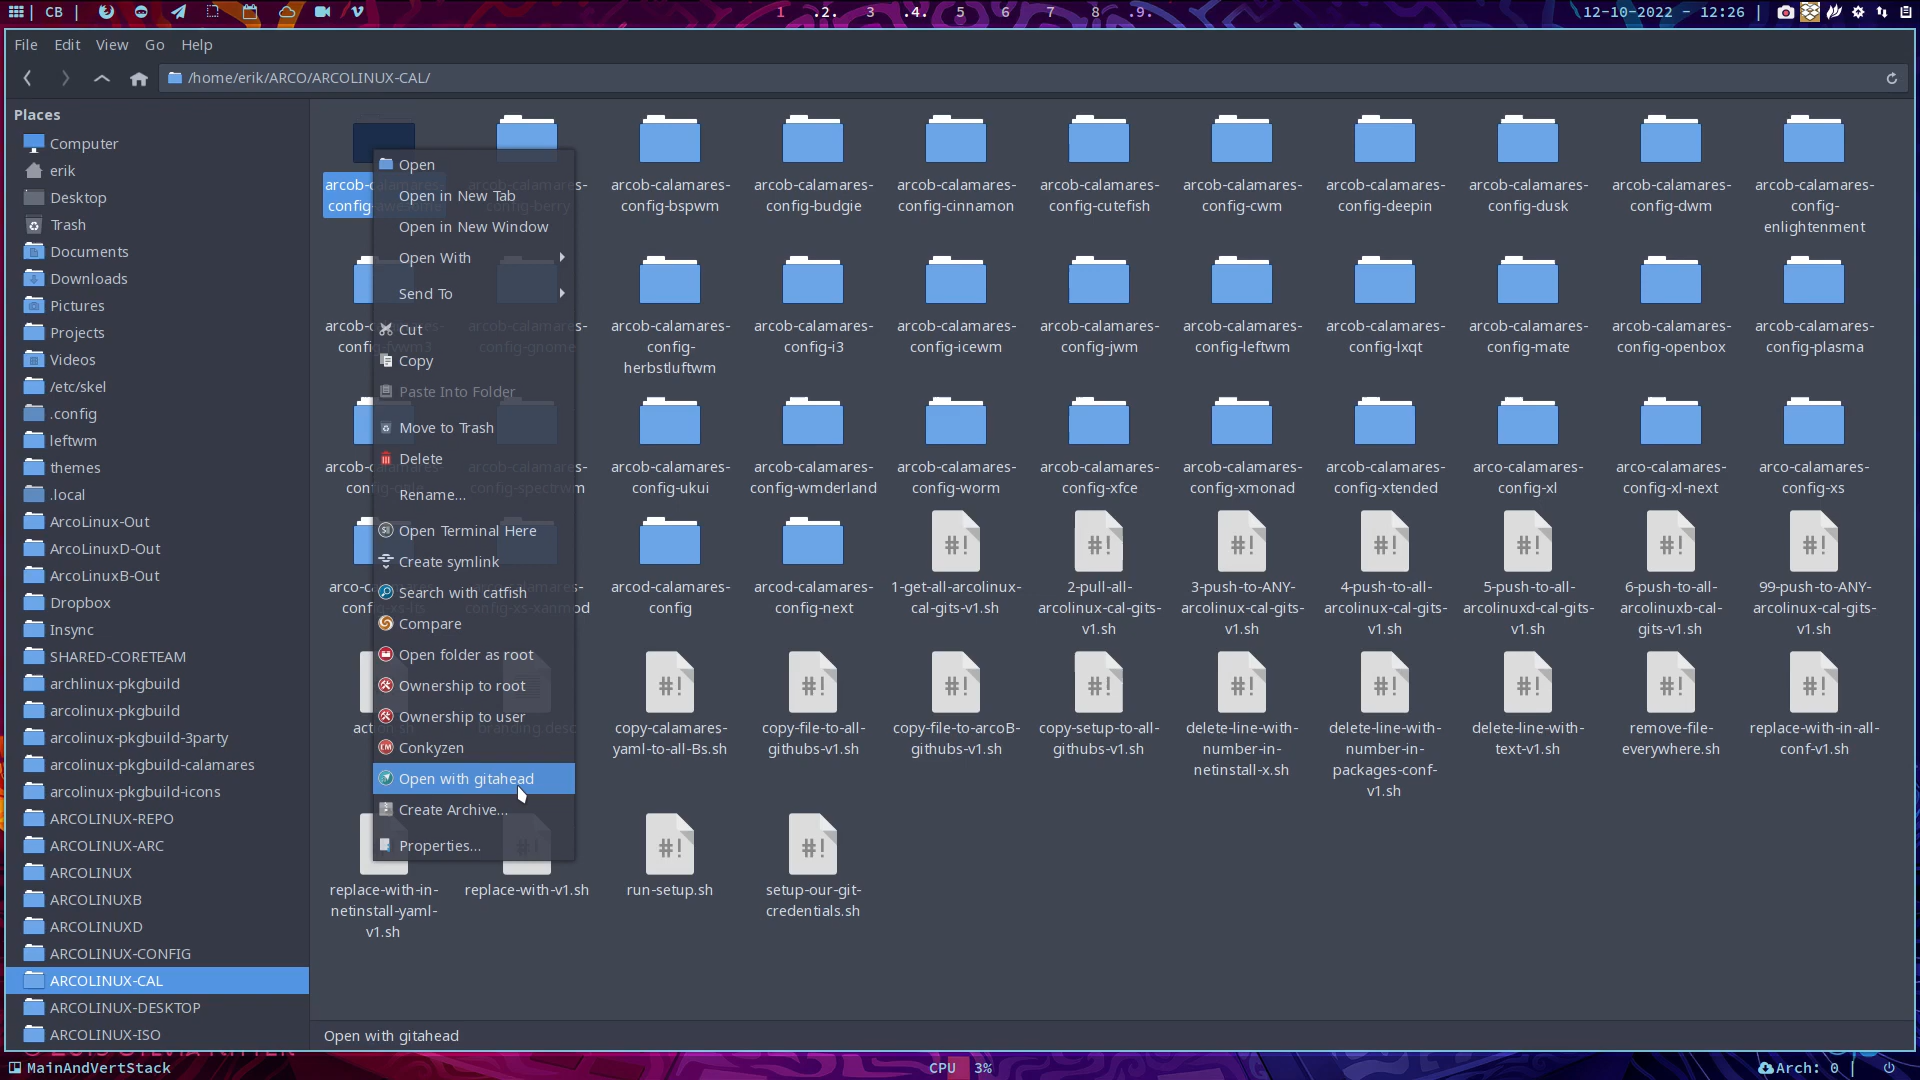 CB
1 .2. 3 .4. 5 6 7 8 .9.
12-10-2022 - 12:26
File Edit View Go Help
/home/erik/ARCO/ARCOLINUX-CAL/
Places
Computer
erik
Desktop
Trash
Documents
Downloads
Pictures
Projects
Videos
/etc/skel
.config
leftwm
themes
.local
ArcoLinux-Out
ArcoLinuxD-Out
ArcoLinuxB-Out
Dropbox
Insync
SHARED-CORETEAM
archlinux-pkgbuild
arcolinux-pkgbuild
arcolinux-pkgbuild-3party
arcolinux-pkgbuild-calamares
arcolinux-pkgbuild-icons
ARCOLINUX-REPO
ARCOLINUX-ARC
ARCOLINUX
ARCOLINUXB
ARCOLINUXD
ARCOLINUX-CONFIG
ARCOLINUX-CAL
ARCOLINUX-DESKTOP
ARCOLINUX-ISO
Open
Open in New Tab
Open in New Window
Open With
Send To
Cut
Copy
Paste Into Folder
Move to Trash
Delete
Rename...
Open Terminal Here
Create symlink
Search with catfish
Compare
Open folder as root
Ownership to root
Ownership to user
Conkyzen
Open with gitahead
Create Archive...
Properties...
arcob-calamares-
config-bspwm
arcob-calamares-
config-budgie
arcob-calamares-
config-cinnamon
arcob-calamares-
config-cutefish
arcob-calamares-
config-cwm
arcob-calamares-
config-deepin
arcob-calamares-
config-dusk
arcob-calamares-
config-dwm
arcob-calamares-
config-
enlightenment
arcob-calamares-
config-
herbstluftwm
arcob-calamares-
config-i3
arcob-calamares-
config-icewm
arcob-calamares-
config-jwm
arcob-calamares-
config-leftwm
arcob-calamares-
config-lxqt
arcob-calamares-
config-mate
arcob-calamares-
config-openbox
arcob-calamares-
config-plasma
arcob-calamares-
config-ukui
arcob-calamares-
config-wmderland
arcob-calamares-
config-worm
arcob-calamares-
config-xfce
arcob-calamares-
config-xmonad
arcob-calamares-
config-xtended
arco-calamares-
config-xl
arco-calamares-
config-xl-next
arco-calamares-
config-xs
arcod-calamares-
config
arcod-calamares-
config-next
1-get-all-arcolinux-
cal-gits-v1.sh
2-pull-all-
arcolinux-cal-gits-
v1.sh
3-push-to-ANY-
arcolinux-cal-gits-
v1.sh
4-push-to-all-
arcolinux-cal-gits-
v1.sh
5-push-to-all-
arcolinuxd-cal-gits-
v1.sh
6-push-to-all-
arcolinuxb-cal-
gits-v1.sh
99-push-to-ANY-
arcolinux-cal-gits-
v1.sh
copy-calamares-
yaml-to-all-Bs.sh
copy-file-to-all-
githubs-v1.sh
copy-file-to-arcoB-
githubs-v1.sh
copy-setup-to-all-
githubs-v1.sh
delete-line-with-
number-in-
netinstall-x.sh
delete-line-with-
number-in-
packages-conf-
v1.sh
delete-line-with-
text-v1.sh
remove-file-
everywhere.sh
replace-with-in-all-
conf-v1.sh
replace-with-in-
netinstall-yaml-
v1.sh
replace-with-v1.sh
run-setup.sh
setup-our-git-
credentials.sh
Open with gitahead
MainAndVertStack
CPU 3%
Arch: 0